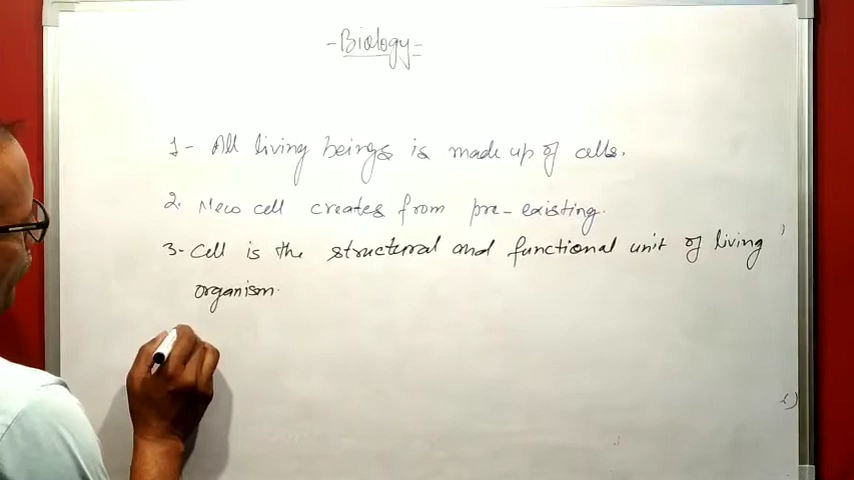 -Biology=
1- All living beings is made up of cells.
2. New cell creates from pre-existing.
3- Cell is the structural and functional unit of living
organism.